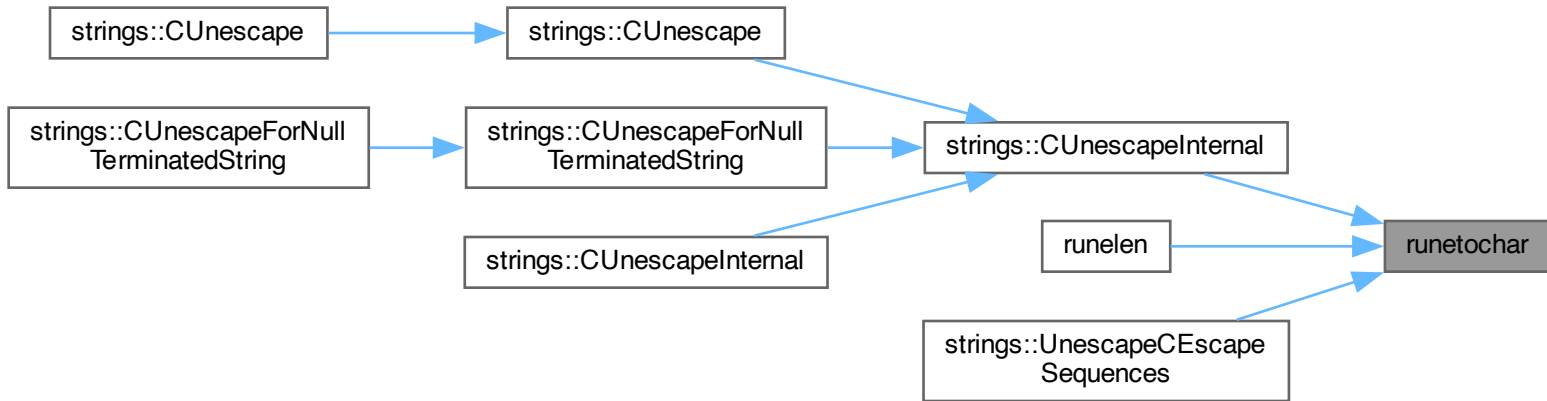 strings::CUnescape
strings::CUnescape
strings::CUnescapeForNull
TerminatedString
strings::CUnescapeForNull
TerminatedString
strings::CUnescapeInternal
strings::CUnescapeInternal
runelen
runetochar
strings::UnescapeCEscape
Sequences